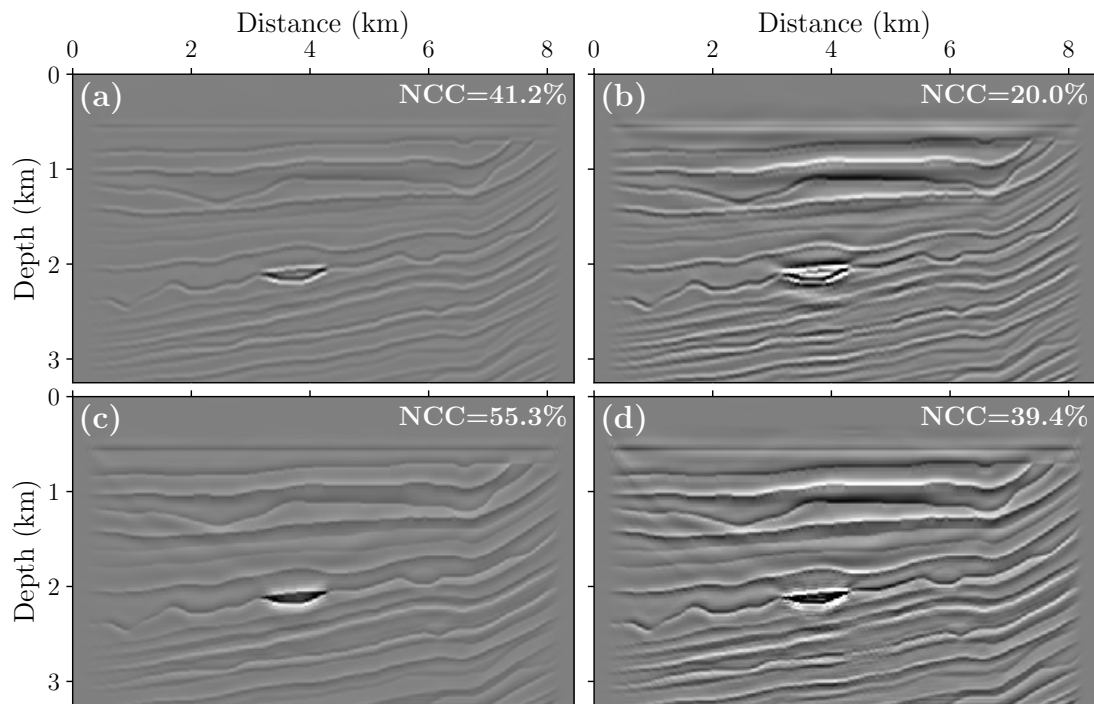 Distance (km) Distance (km)
0 2 4 6 8 0 2 4 6 8
0
(a) NCC=41.2% (b) NCC=20.0%
1
Depth (km)
2
3
0
(c) NCC=55.3% (d) NCC=39.4%
1
Depth (km)
2
3